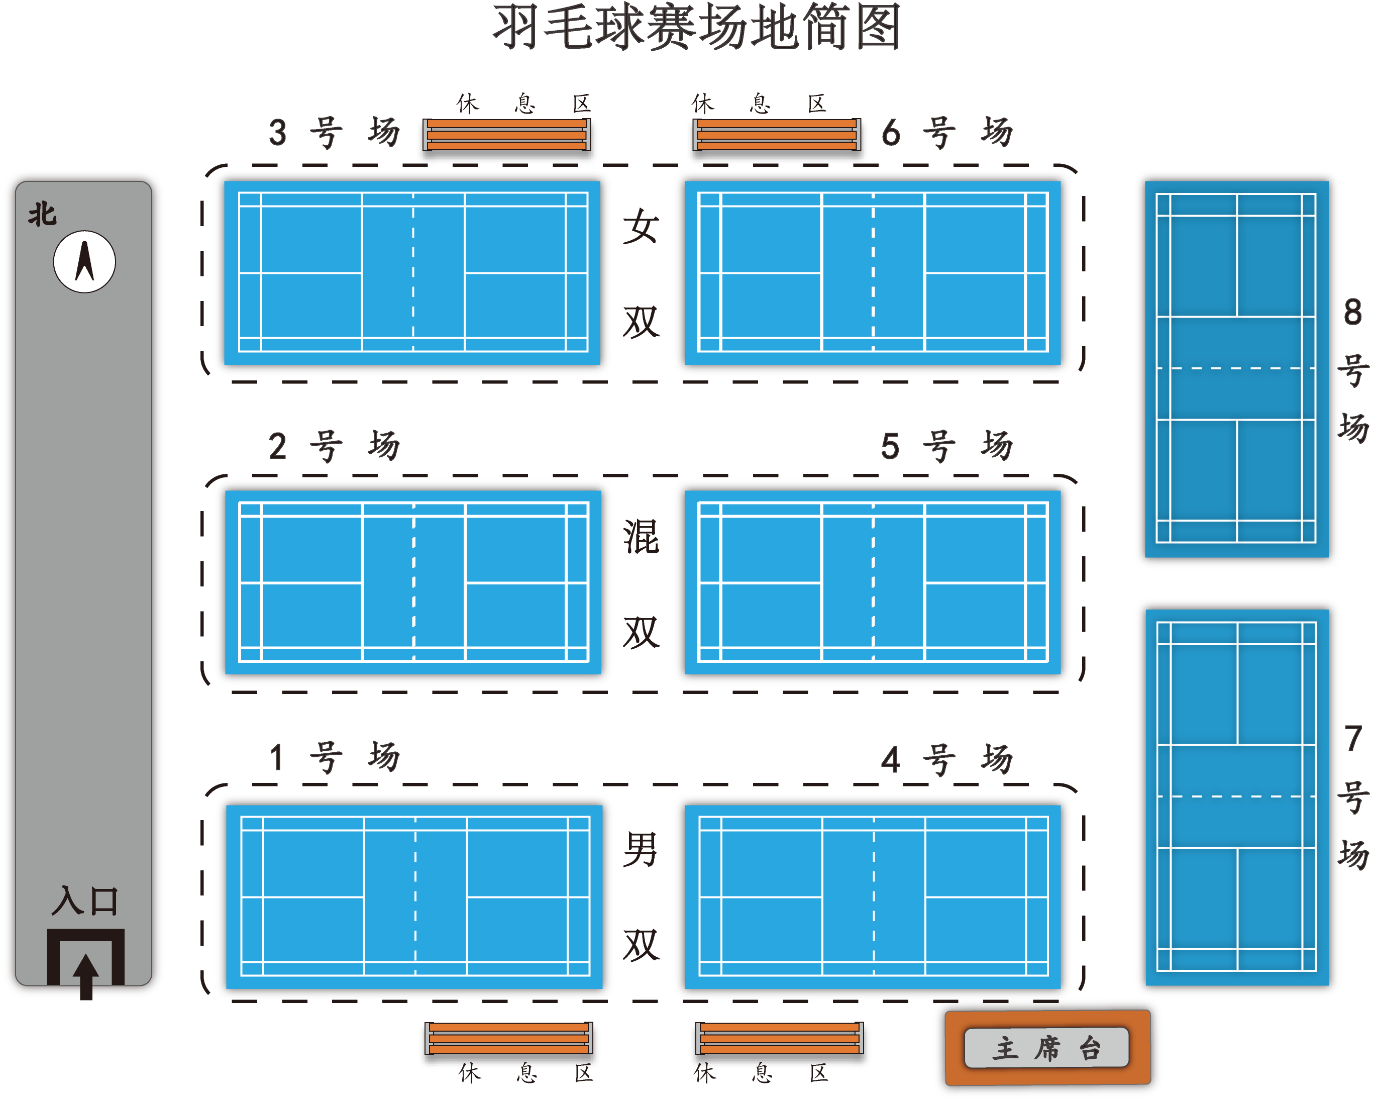 羽毛球赛场地简图
休息区
休息区
3号场
6号场
北
女双
8号场
2号场
5号场
混双
1号场
4号场
7号场
男双
入口
主席台
休息区
休息区